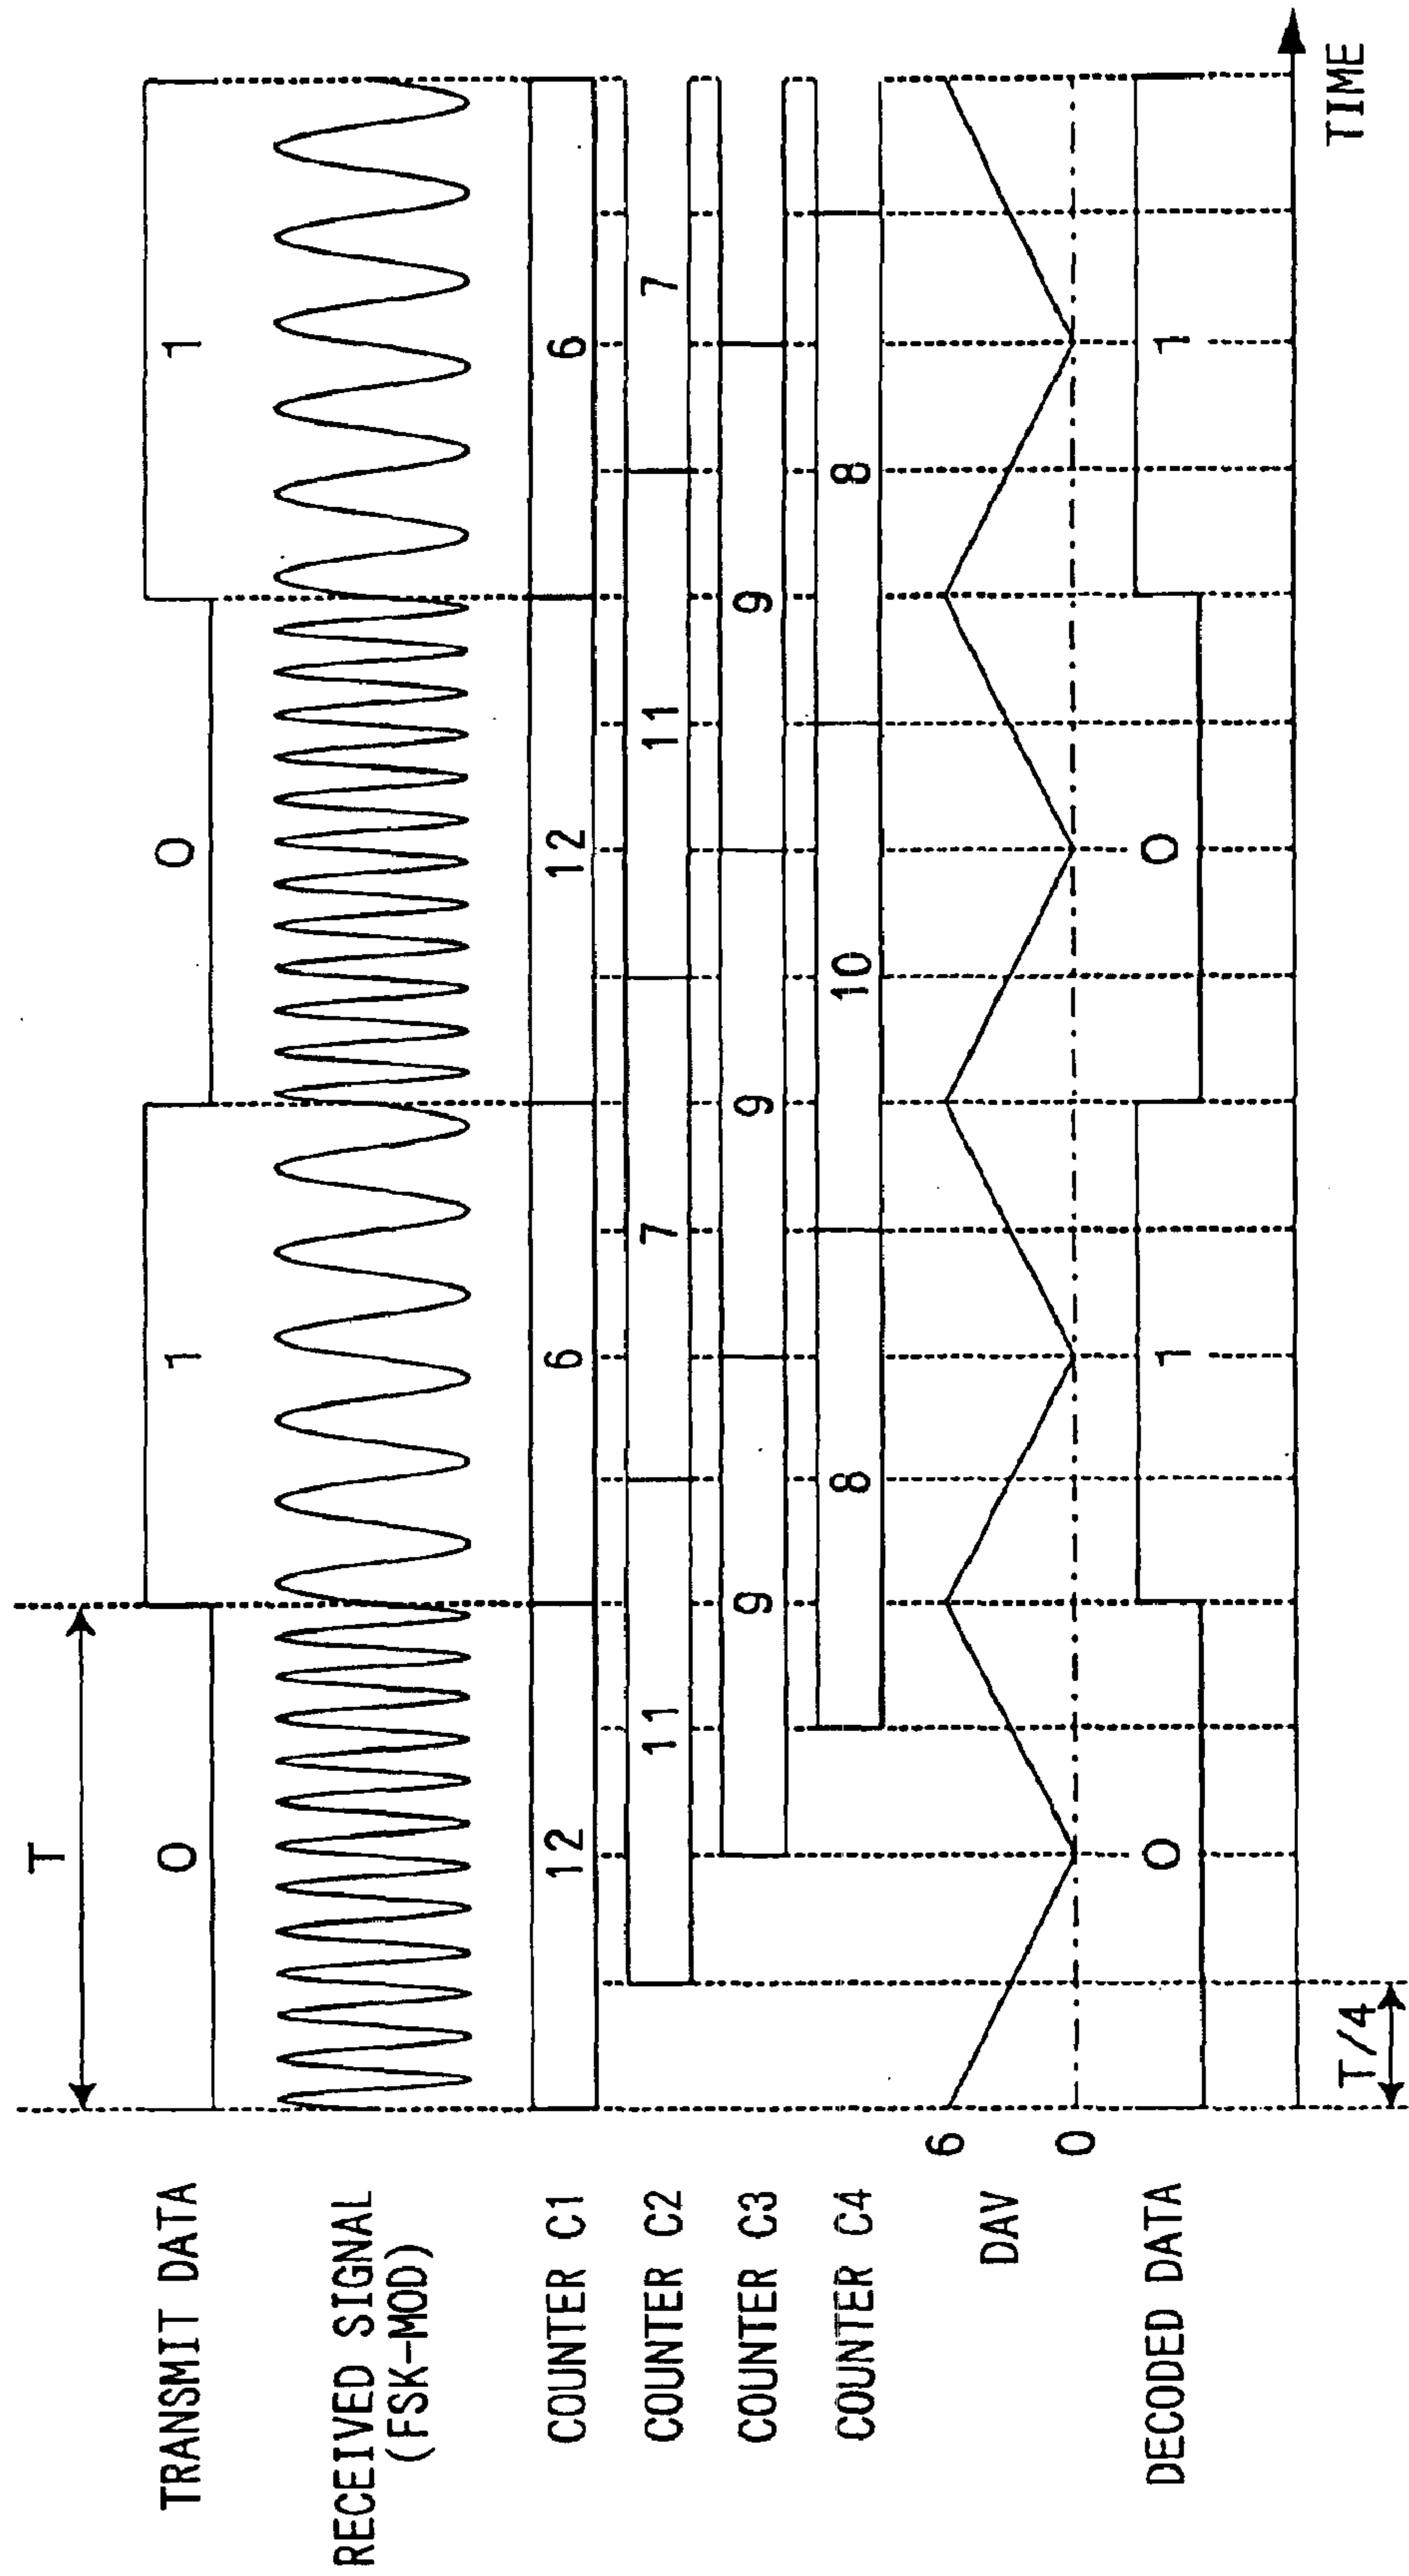 T
TRANSMIT DATA
0 1 0 1
RECEIVED SIGNAL
(FSK-MOD)
COUNTER C1
12 6 12 6
COUNTER C2
11 7 11 7
COUNTER C3
9 9 9
COUNTER C4
8 10 8
6
DAV
0
DECODED DATA
0 1 0 1
T/4
TIME